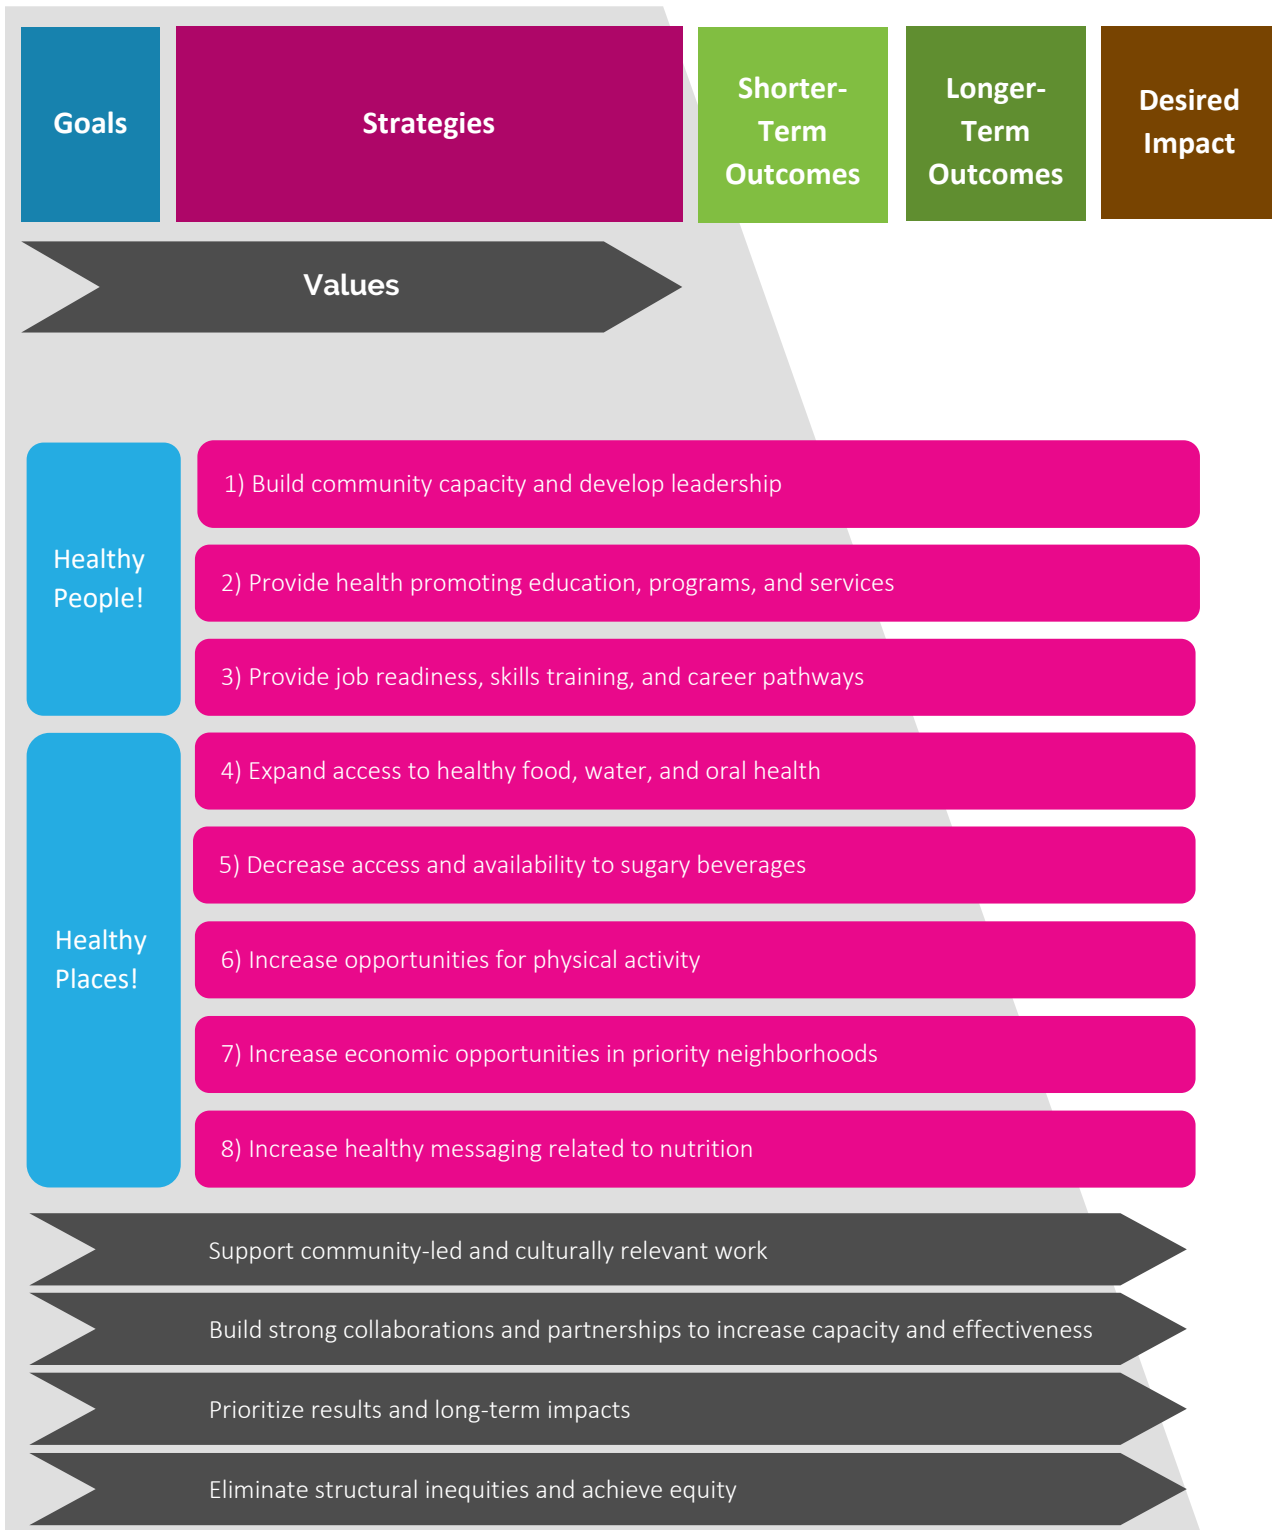 Goals
Strategies
Shorter-
Term
Outcomes
Longer-
Term
Outcomes
Desired
Impact
Values
Healthy
People!
1) Build community capacity and develop leadership
2) Provide health promoting education, programs, and services
3) Provide job readiness, skills training, and career pathways
Healthy
Places!
4) Expand access to healthy food, water, and oral health
5) Decrease access and availability to sugary beverages
6) Increase opportunities for physical activity
7) Increase economic opportunities in priority neighborhoods
8) Increase healthy messaging related to nutrition
Support community-led and culturally relevant work
Build strong collaborations and partnerships to increase capacity and effectiveness
Prioritize results and long-term impacts
Eliminate structural inequities and achieve equity